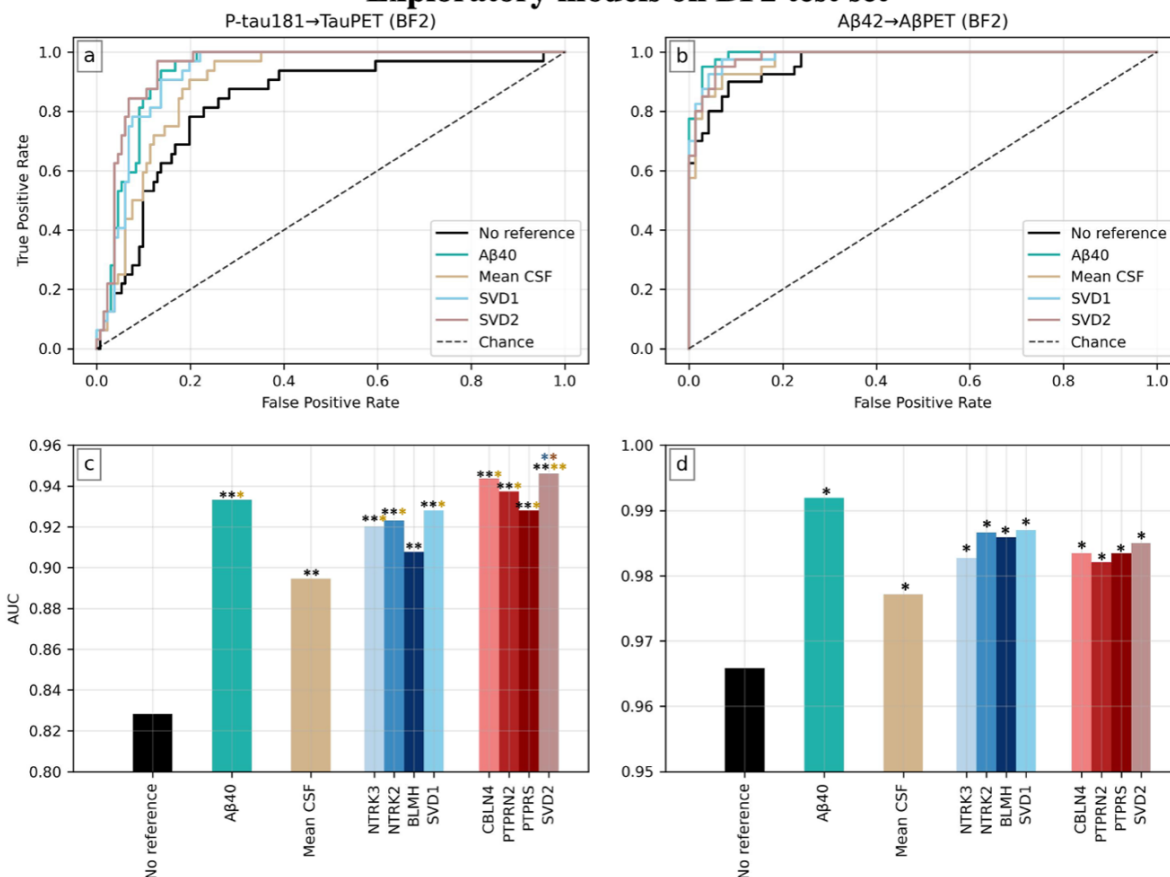 Exploratory models on BF2 test set
P-tau181→TauPET (BF2)
a
1.0
0.8
0.6
0.4
0.2
0.0
True Positive Rate
No reference
Aβ40
Mean CSF
SVD1
SVD2
Chance
0.0 0.2 0.4 0.6 0.8 1.0
False Positive Rate
Aβ42→AβPET (BF2)
b
1.0
0.8
0.6
0.4
0.2
0.0
No reference
Aβ40
Mean CSF
SVD1
SVD2
Chance
0.0 0.2 0.4 0.6 0.8 1.0
False Positive Rate
c
0.96
0.94
0.92
0.90
0.88
0.86
0.84
0.82
0.80
AUC
***
**
***
***
**
***
***
***
***
**
****
No reference
Aβ40
Mean CSF
NTRK3
NTRK2
BLMH
SVD1
CBLN4
PTPRN2
PTPRS
SVD2
d
1.00
0.99
0.98
0.97
0.96
0.95
*
*
*
*
*
*
*
*
*
*
No reference
Aβ40
Mean CSF
NTRK3
NTRK2
BLMH
SVD1
CBLN4
PTPRN2
PTPRS
SVD2